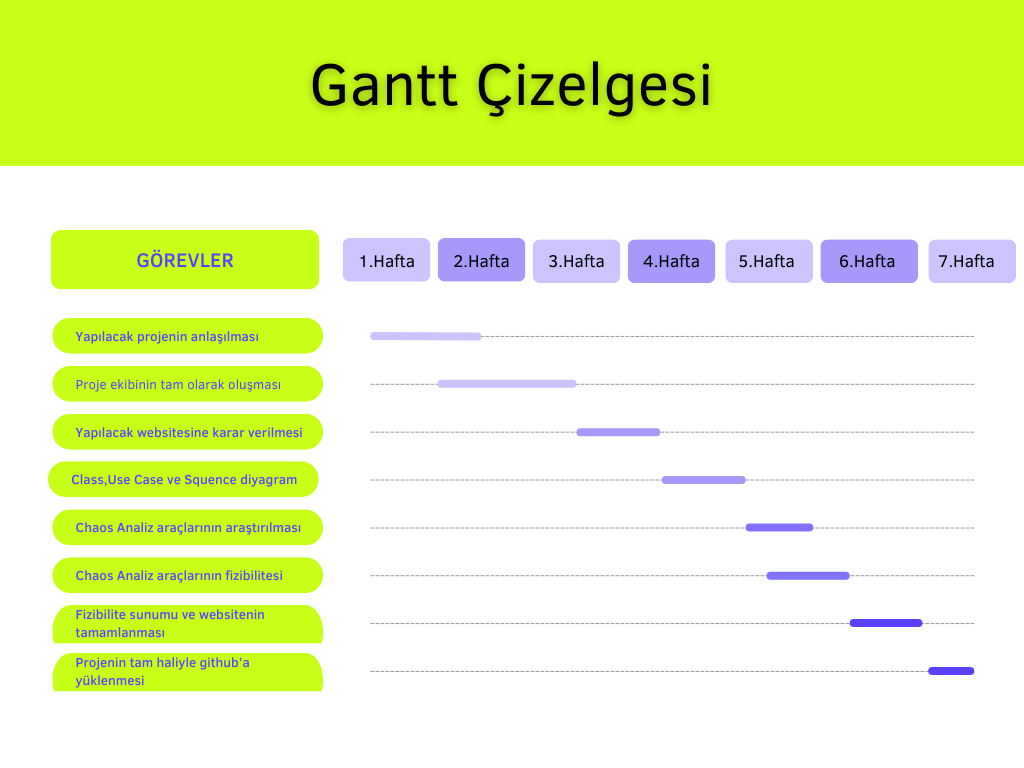 Gantt Çizelgesi
GÖREVLER
1.Hafta
2.Hafta
3.Hafta
4.Hafta
5.Hafta
6.Hafta
7.Hafta
Yapılacak projenin anlaşılması
Proje ekibinin tam olarak oluşması
Yapılacak websitesine karar verilmesi
Class,Use Case ve Squence diyagram
Chaos Analiz araçlarının araştırılması
Chaos Analiz araçlarının fizibilitesi
Fizibilite sunumu ve websitenin
tamamlanması
Projenin tam haliyle github'a
yüklenmesi